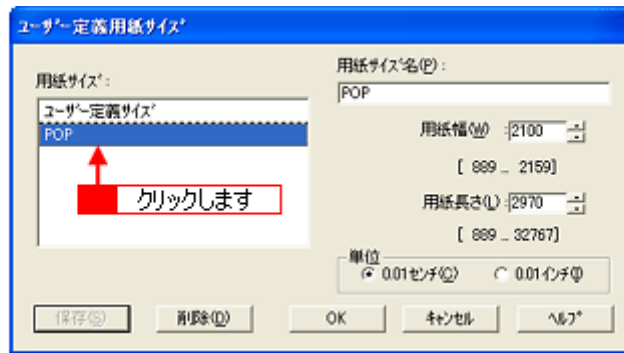 ユーザー定義用紙サイズ
用紙サイズ:
ユーザー定義サイズ
POP
クリックします
用紙サイズ名(P):
POP
用紙幅(W) :2100
[ 889 _ 2159]
用紙長さ(L):2970
[ 889 _ 32767]
単位
0.01センチ(C) 0.01インチ(I)
保存(S) 削除(D) OK キャンセル ヘルプ